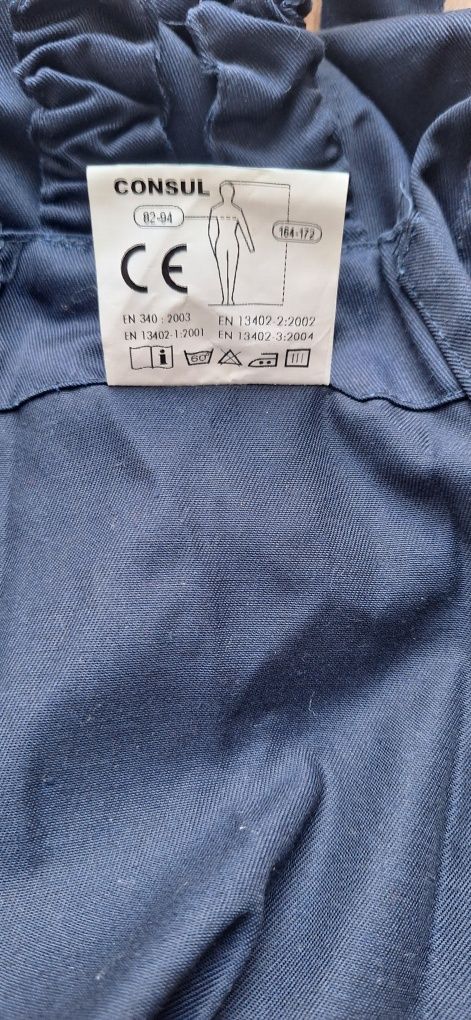 CONSUL
82-94
164-172
CE
EN 340 : 2003
EN 13402-2:2002
EN 13402-1:2001
EN 13402-3:2004
i
60